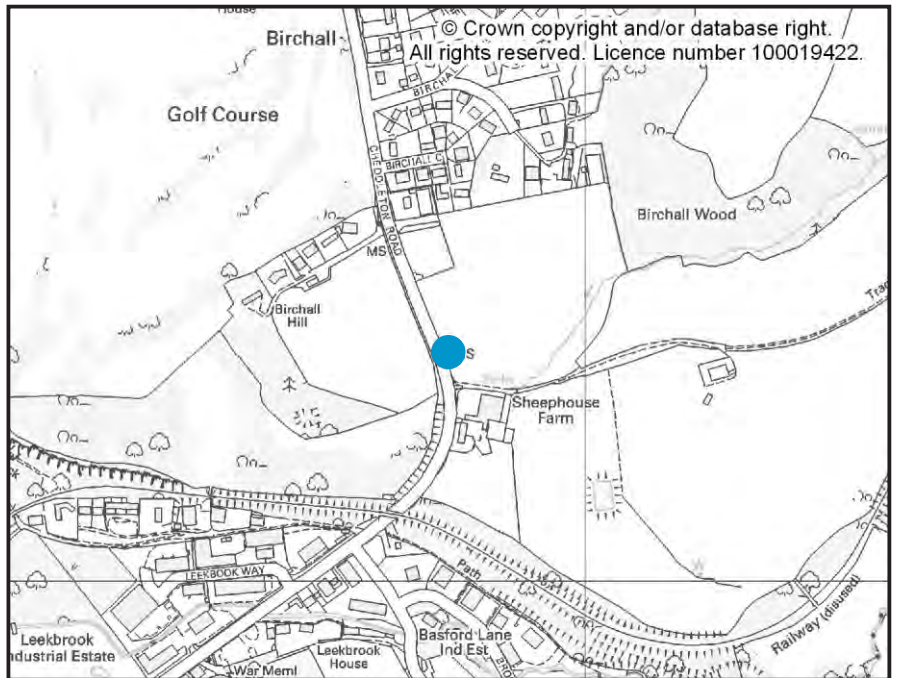 House
© Crown copyright and/or database right.
All rights reserved. Licence number 100019422.
Birchall
BIRCHALL
Golf Course
CHEDDLETON ROAD
BIRCHALL C
Birchall Wood
MS
Birchall
Hill
S
Sheephouse
Farm
LEEKBOOK WAY
Path
Railway (disused)
Leekbrook
ndustrial Estate
Leekbrook
House
War Meml
Basford Lane
Ind Est